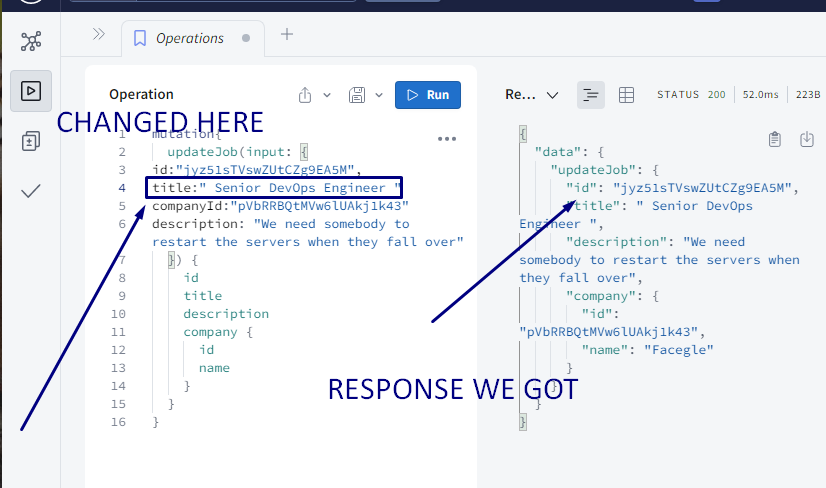 Operations
Operation
Run
Re...
STATUS 200
52.0ms
223B
CHANGED HERE
1 mutation{
2 updateJob(input: {
3 id:"jyz51sTVswZUtCZg9EA5M",
4 title:" Senior DevOps Engineer "
5 companyId:"pVbRRBQtMVw6lUAkj1k43"
6 description: "We need somebody to
restart the servers when they fall over"
7 }) {
8 id
9 title
10 description
11 company {
12 id
13 name
14 }
15 }
16 }
{
"data": {
"updateJob": {
"id": "jyz51sTVswZUtCZg9EA5M",
"title": " Senior DevOps
Engineer ",
"description": "We need
somebody to restart the servers when
they fall over",
"company": {
"id":
"pVbRRBQtMVw6lUAkj1k43",
"name": "Facegle"
}
}
}
}
RESPONSE WE GOT